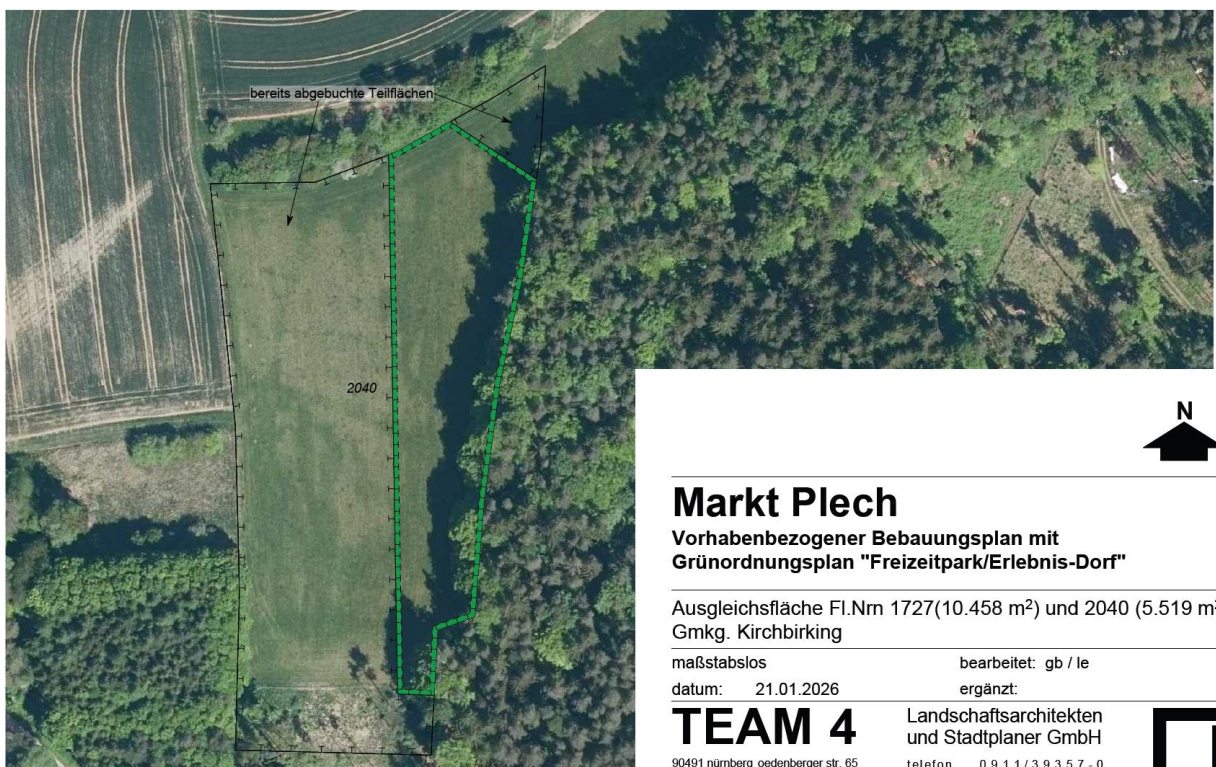 bereits abgebuchte Teilflächen
2040
N
Markt Plech
Vorhabenbezogener Bebauungsplan mit
Grünordnungsplan "Freizeitpark/Erlebnis-Dorf"
Ausgleichsfläche Fl.Nrn 1727(10.458 m²) und 2040 (5.519 m²
Gmkg. Kirchbirking
maßstabslos bearbeitet: gb / le
datum: 21.01.2026 ergänzt:
TEAM 4 Landschaftsarchitekten
und Stadtplaner GmbH
90491 nürnberg oedenberger str. 65 telefon 0911/39357-0